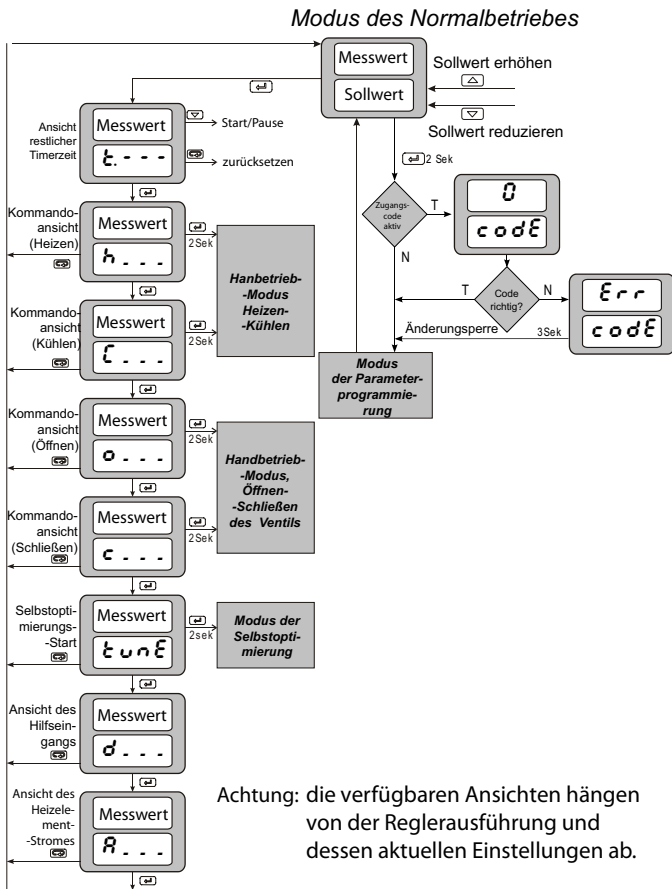 Modus des Normalbetriebes
Messwert
Sollwert
Sollwert erhöhen
Sollwert reduzieren
2 Sek
Ansicht
restlicher
Timerzeit
Messwert
t.---
Start/Pause
zurücksetzen
Kommando-
ansicht
(Heizen)
Messwert
h...
2Sek
Hanbetrieb-
-Modus
Heizen-
-Kühlen
Kommando-
ansicht
(Kühlen)
Messwert
C...
2Sek
Kommando-
ansicht
(Öffnen)
Messwert
o...
2Sek
Handbetrieb-
-Modus,
Öffnen-
-Schließen
des Ventils
Kommando-
ansicht
(Schließen)
Messwert
c...
2Sek
Selbstopti-
mierungs-
-Start
Messwert
tunE
2sek
Modus der
Selbstopti-
mierung
Ansicht des
Hilfsein-
gangs
Messwert
d...
Ansicht des
Heizele-
ment-
-Stromes
Messwert
A...
Zugangs-
code
aktiv
T
N
0
codE
Code
richtig?
T
N
Err
codE
3Sek
Änderungsperre
Modus
der Parameter-
programmie-
rung
Achtung: die verfügbaren Ansichten hängen
von der Reglerausführung und
dessen aktuellen Einstellungen ab.